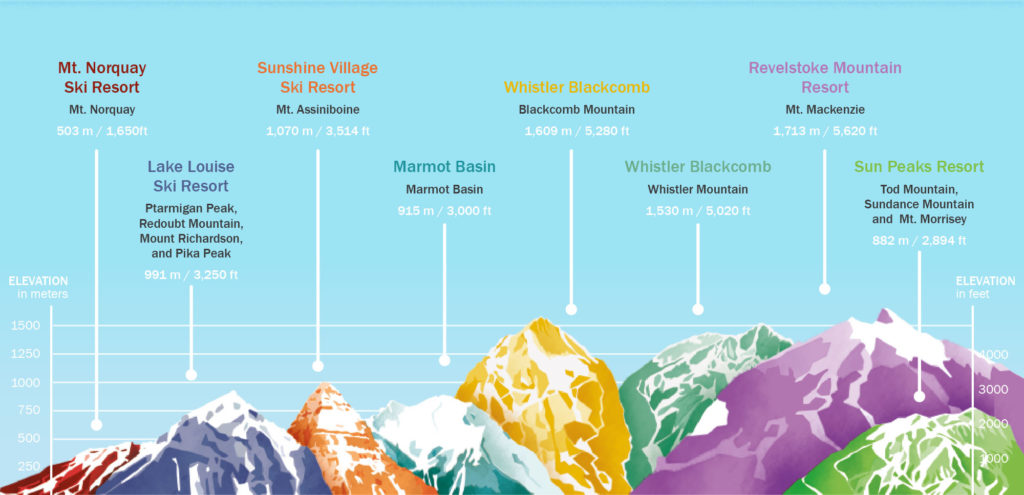 Mt. Norquay
Ski Resort
Mt. Norquay
503 m / 1,650ft
Sunshine Village
Ski Resort
Mt. Assiniboine
1,070 m / 3,514 ft
Whistler Blackcomb
Blackcomb Mountain
1,609 m / 5,280 ft
Revelstoke Mountain
Resort
Mt. Mackenzie
1,713 m / 5,620 ft
Lake Louise
Ski Resort
Ptarmigan Peak,
Redoubt Mountain,
Mount Richardson,
and Pika Peak
991 m / 3,250 ft
Marmot Basin
Marmot Basin
915 m / 3,000 ft
Whistler Blackcomb
Whistler Mountain
1,530 m / 5,020 ft
Sun Peaks Resort
Tod Mountain,
Sundance Mountain
and Mt. Morrisey
882 m / 2,894 ft
ELEVATION
in meters
1500
1250
1000
750
500
250
ELEVATION
in feet
4000
3000
2000
1000